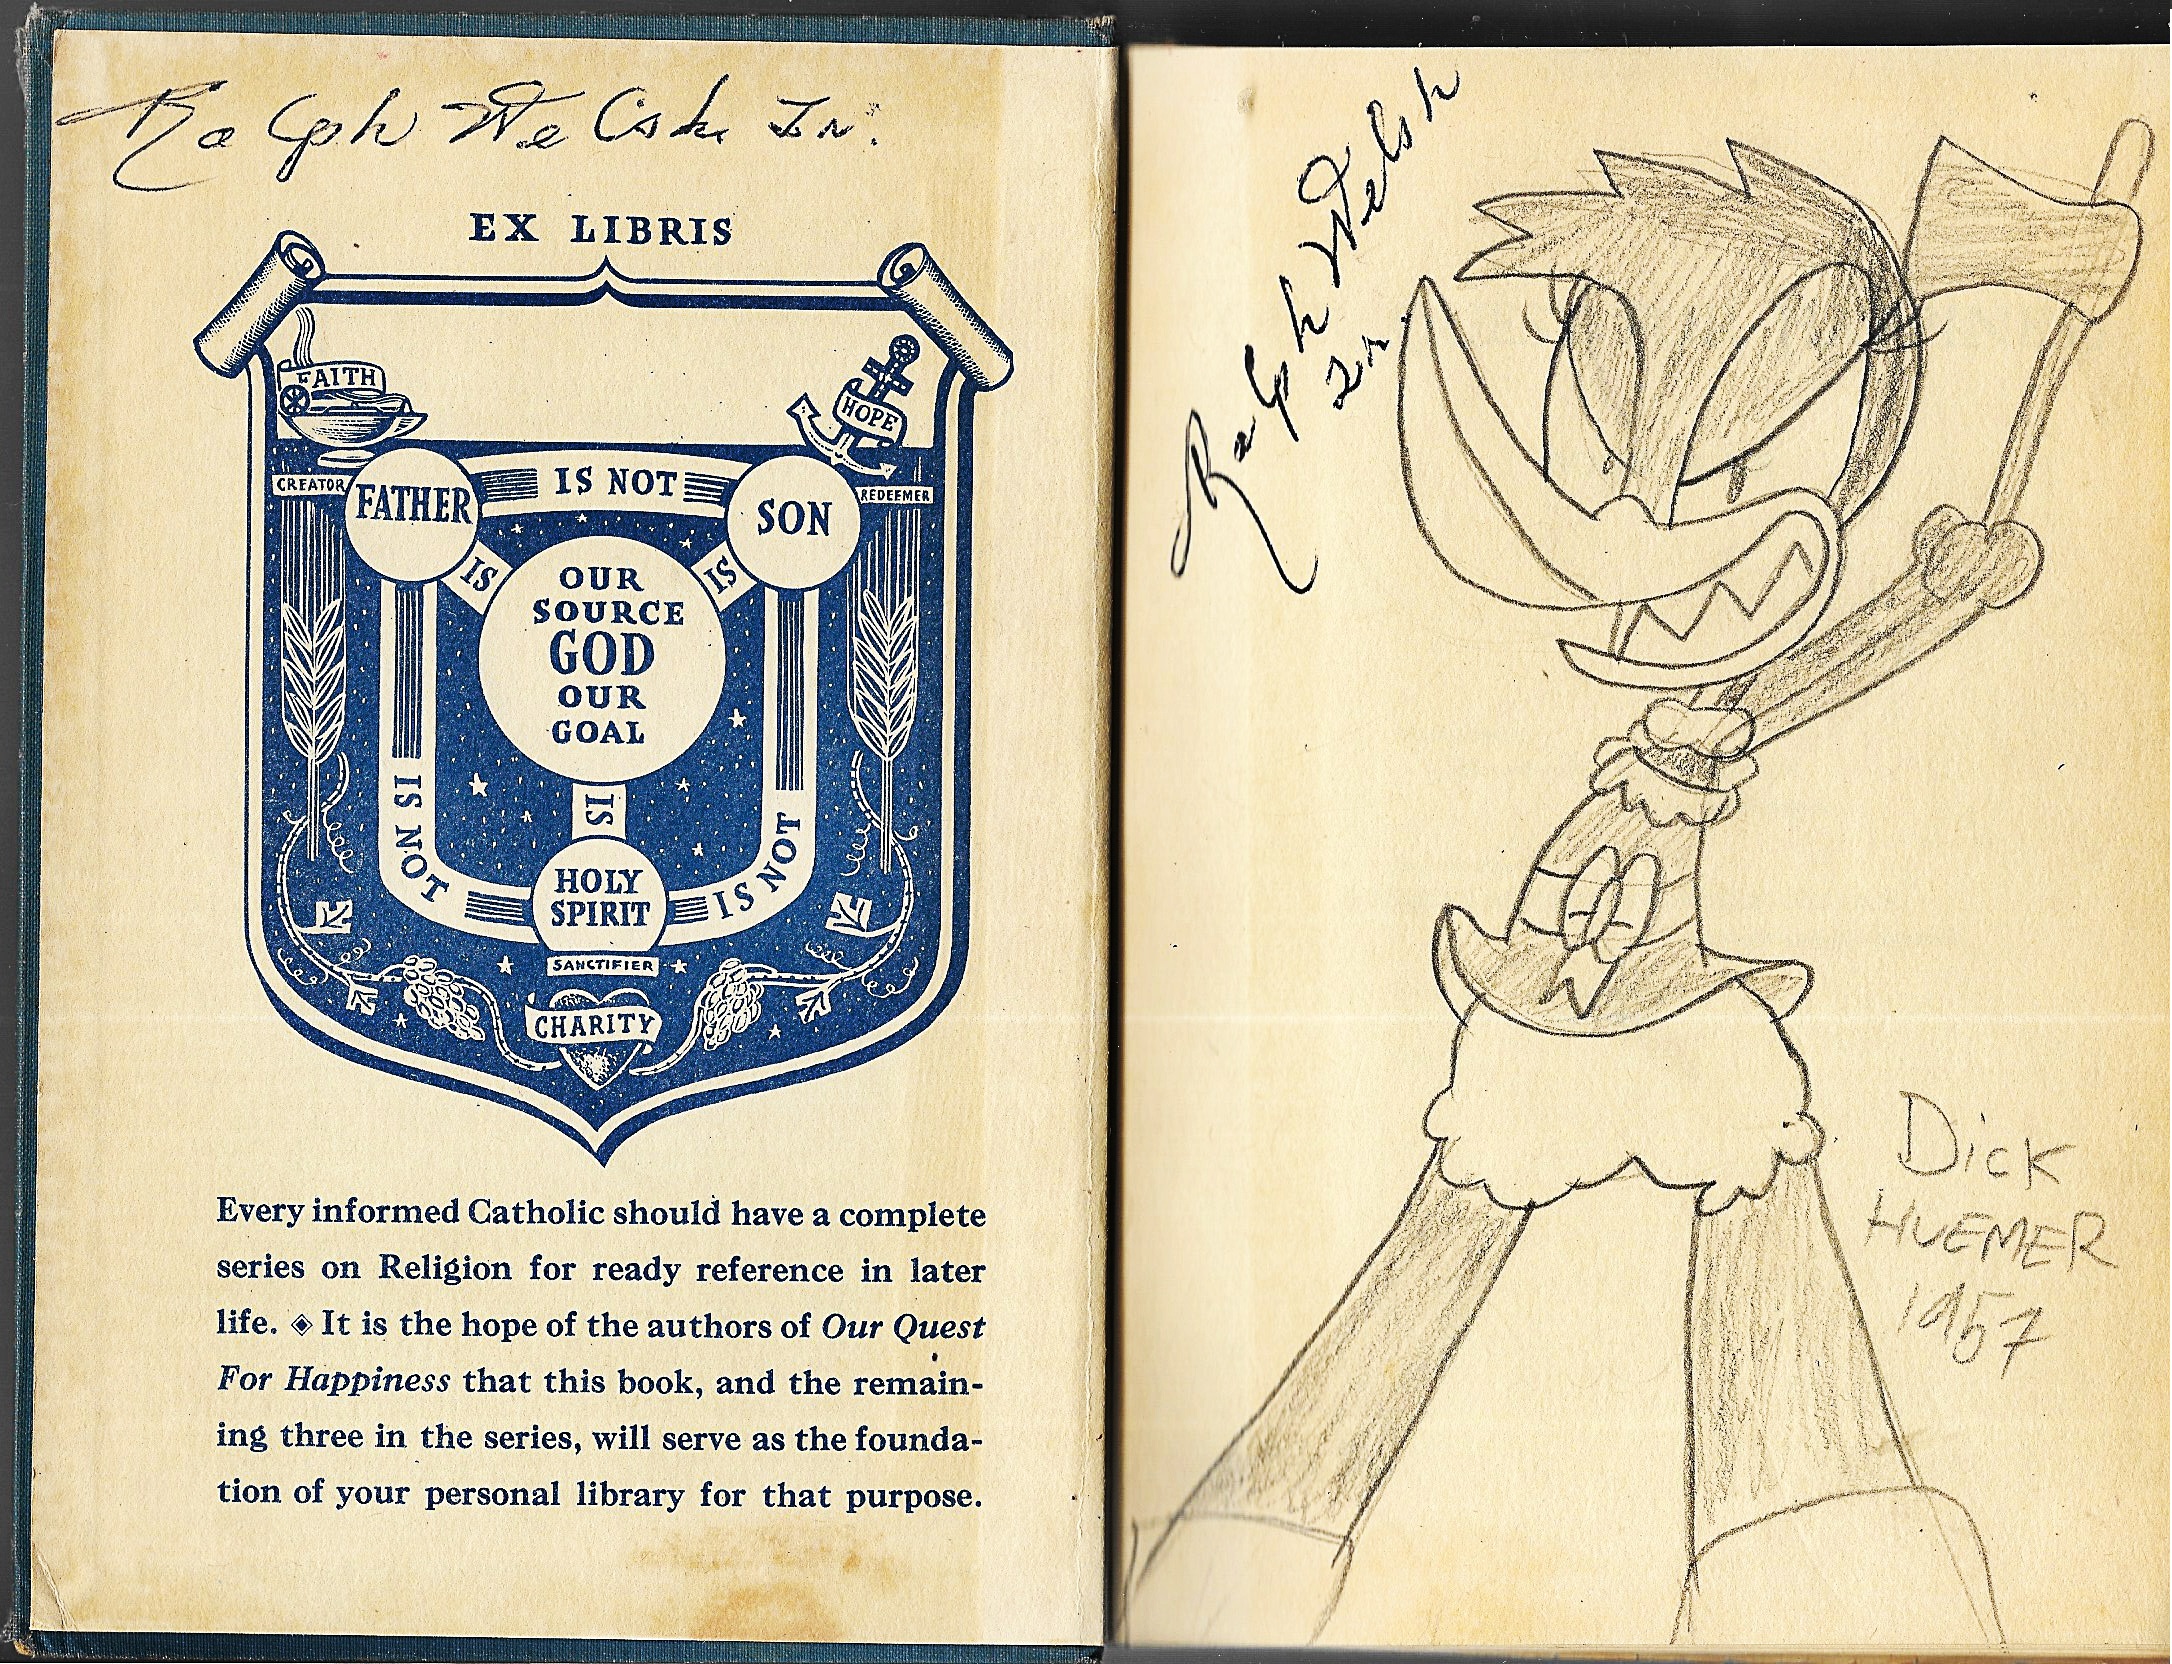 Ralph Welsh Jr.
EX LIBRIS
FAITH
HOPE
CREATOR
FATHER
IS NOT
SON
REDEEMER
IS
IS
OUR
SOURCE
GOD
OUR
GOAL
IS NOT
IS
IS NOT
HOLY
SPIRIT
SANCTIFIER
CHARITY
Every informed Catholic should have a complete
series on Religion for ready reference in later
life. ◈ It is the hope of the authors of Our Quest
For Happiness that this book, and the remain-
ing three in the series, will serve as the founda-
tion of your personal library for that purpose.
Ralph Welsh
Jr.
Dick
HUEMER
1957